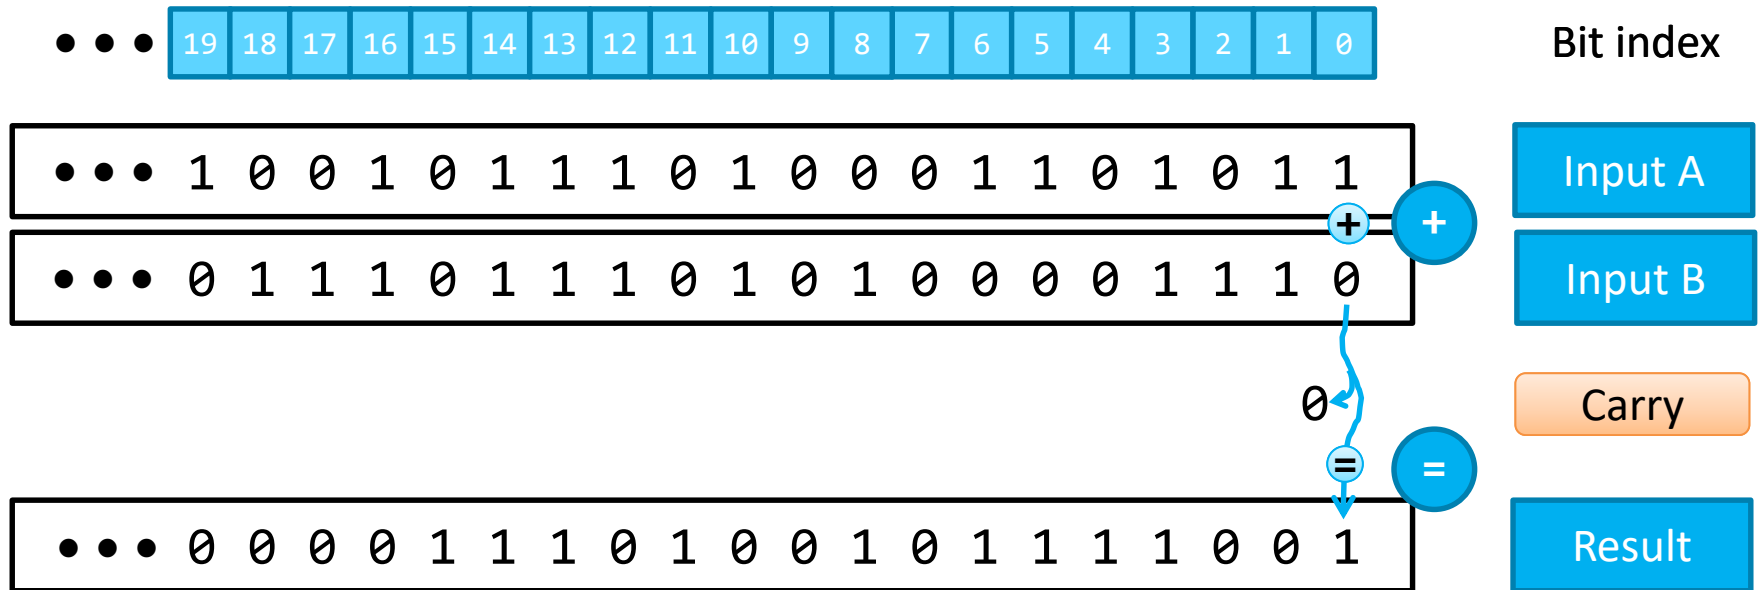 ••• 19 18 17 16 15 14 13 12 11 10 9 8 7 6 5 4 3 2 1 0 Bit index
••• 1 0 0 1 0 1 1 1 0 1 0 0 0 1 1 0 1 0 1 1 Input A
+ +
••• 0 1 1 1 0 1 1 1 0 1 0 1 0 0 0 0 1 1 1 0 Input B
0 Carry
= =
••• 0 0 0 0 1 1 1 0 1 0 0 1 0 1 1 1 1 0 0 1 Result